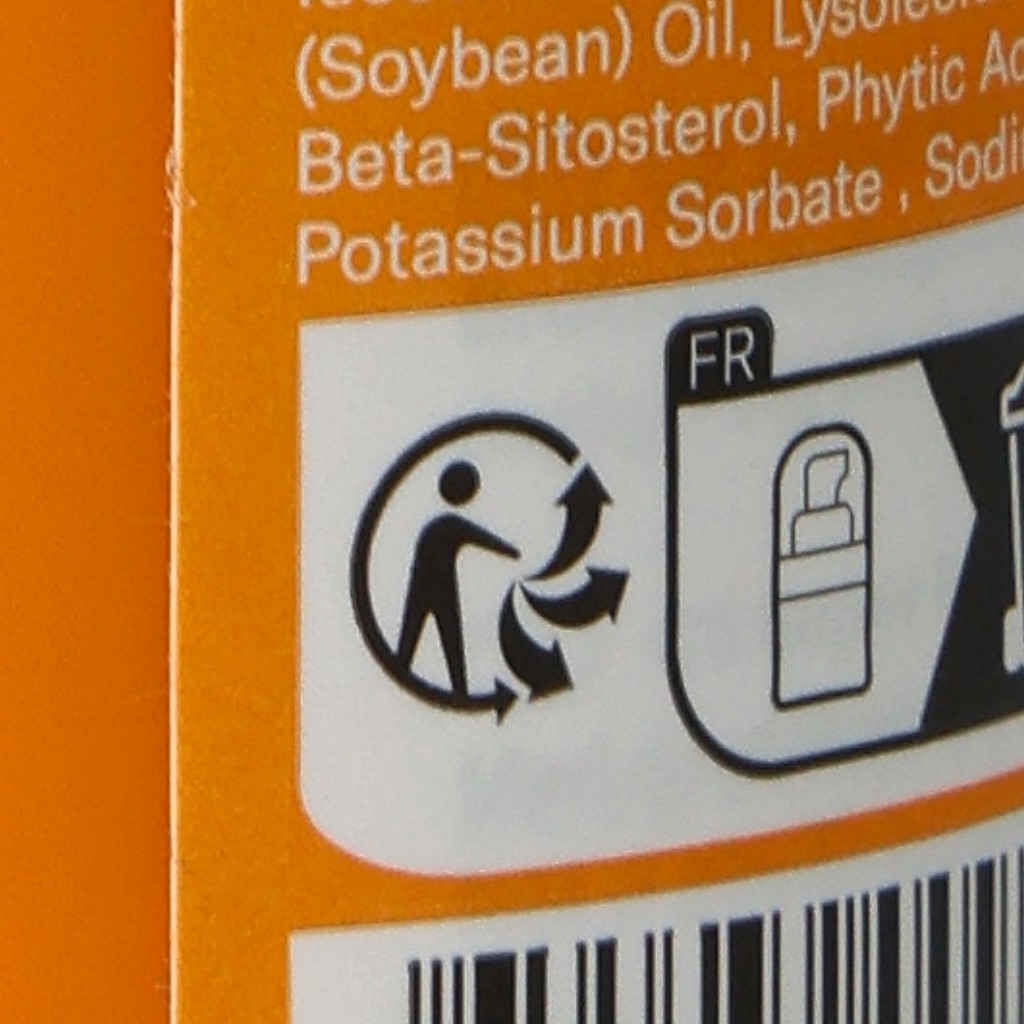 (Soybean) Oil,
Beta-Sitosterol, Phytic
Potassium Sorbate ,
FR